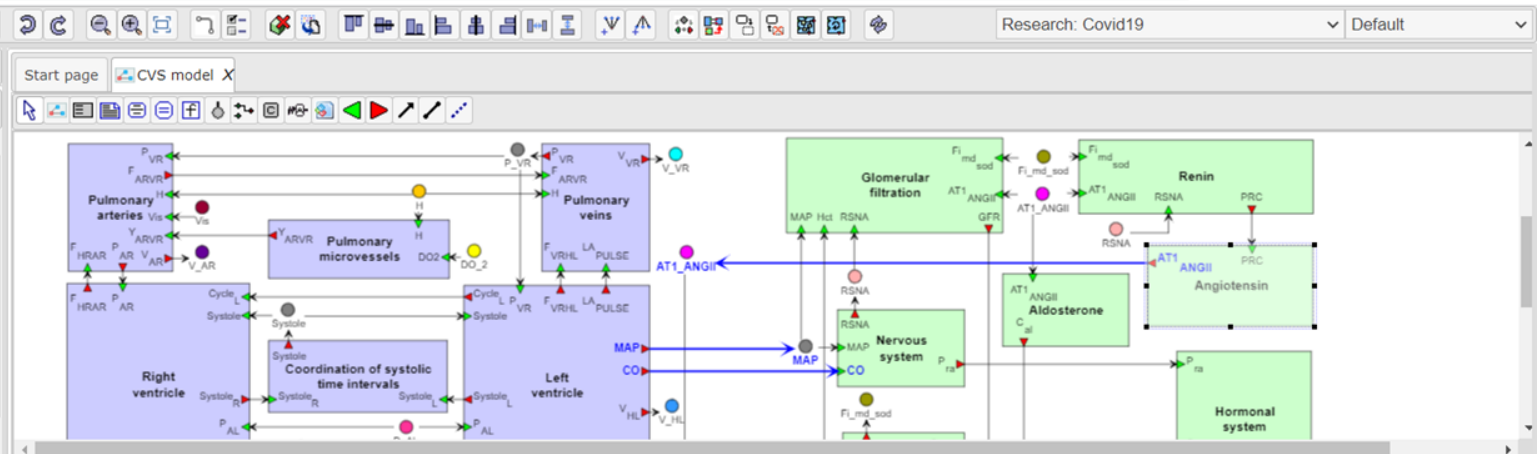 Research: Covid19
Default
Start page
CVS model X
P VR
F ARVR
H
Pulmonary
arteries
Vis
Y ARVR
F HRAR
P AR
V AR
Vis
V_AR
H
Y ARVR
H
Pulmonary
microvessels
DO2
DO_2
P_VR
P VR
V VR
F ARVR
H
Pulmonary
veins
F VRHL
LA PULSE
V_VR
AT1_ANGII
Glomerular
filtration
Fi md sod
AT1 ANGII
MAP Hct RSNA
GFR
Fi_md_sod
AT1_ANGII
Fi md sod
Renin
AT1 ANGII
RSNA
PRC
RSNA
AT1 ANGII
PRC
Angiotensin
F HRAR
P AR
Cycle L
Systole
Right
ventricle
Systole R
P AL
Systole
Systole
Coordination of systolic
time intervals
Systole R
Systole L
Cycle L
Systole
P VR
F VRHL
LA PULSE
MAP
CO
Left
ventricle
Systole L
V HL
P AL
V_HL
RSNA
RSNA
MAP
MAP
Nervous
system
CO
P ra
Fi_md_sod
AT1 ANGII
Aldosterone
C al
P ra
Hormonal
system